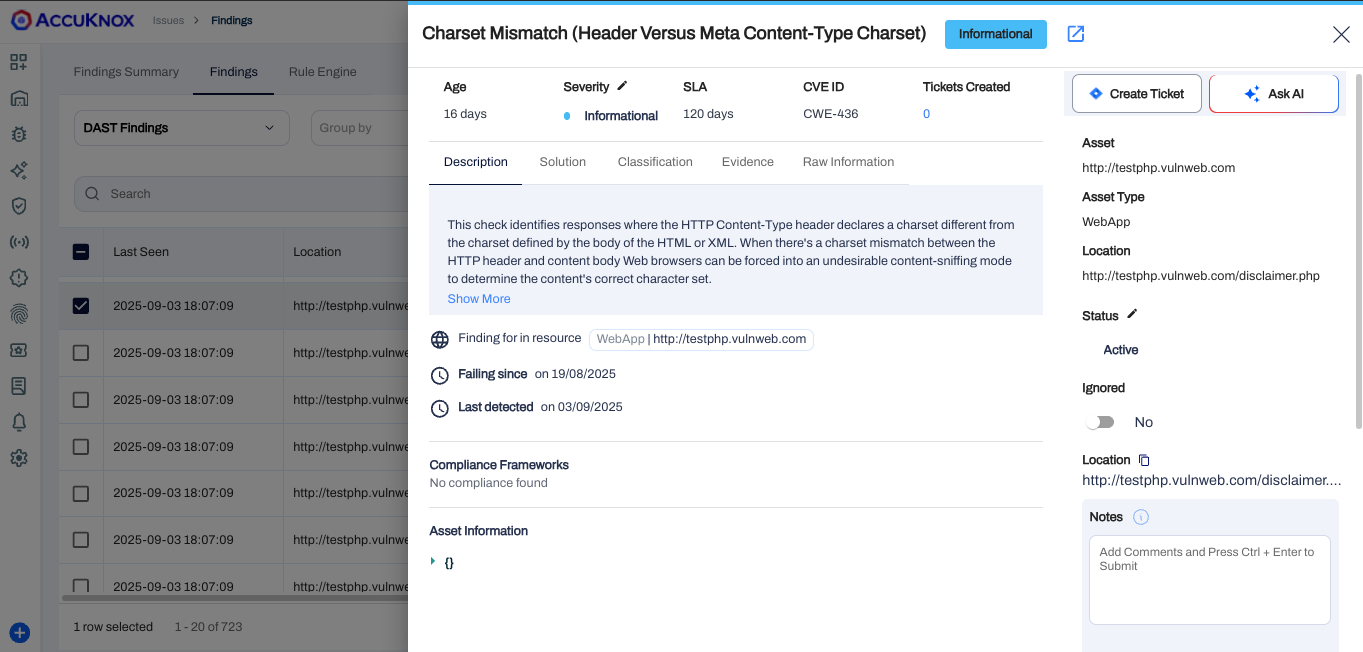 ACCUKNOX
Issues > Findings
Findings Summary
Findings
Rule Engine
DAST Findings
Group by
Search
Last Seen
Location
2025-09-03 18:07:09
http://testphp.vulnwe
2025-09-03 18:07:09
http://testphp.vulnwe
2025-09-03 18:07:09
http://testphp.vulnwe
2025-09-03 18:07:09
http://testphp.vulnwe
2025-09-03 18:07:09
http://testphp.vulnwe
2025-09-03 18:07:09
http://testphp.vulnwe
2025-09-03 18:07:09
http://testphp.vulnwe
1 row selected
1 - 20 of 723
Charset Mismatch (Header Versus Meta Content-Type Charset)
Informational
Age
16 days
Severity
Informational
SLA
120 days
CVE ID
CWE-436
Tickets Created
0
Description
Solution
Classification
Evidence
Raw Information
This check identifies responses where the HTTP Content-Type header declares a charset different from
the charset defined by the body of the HTML or XML. When there's a charset mismatch between the
HTTP header and content body Web browsers can be forced into an undesirable content-sniffing mode
to determine the content's correct character set.
Show More
Finding for in resource WebApp | http://testphp.vulnweb.com
Failing since on 19/08/2025
Last detected on 03/09/2025
Compliance Frameworks
No compliance found
Asset Information
{}
Create Ticket
Ask AI
Asset
http://testphp.vulnweb.com
Asset Type
WebApp
Location
http://testphp.vulnweb.com/disclaimer.php
Status
Active
Ignored
No
Location
http://testphp.vulnweb.com/disclaimer....
Notes
Add Comments and Press Ctrl + Enter to
Submit